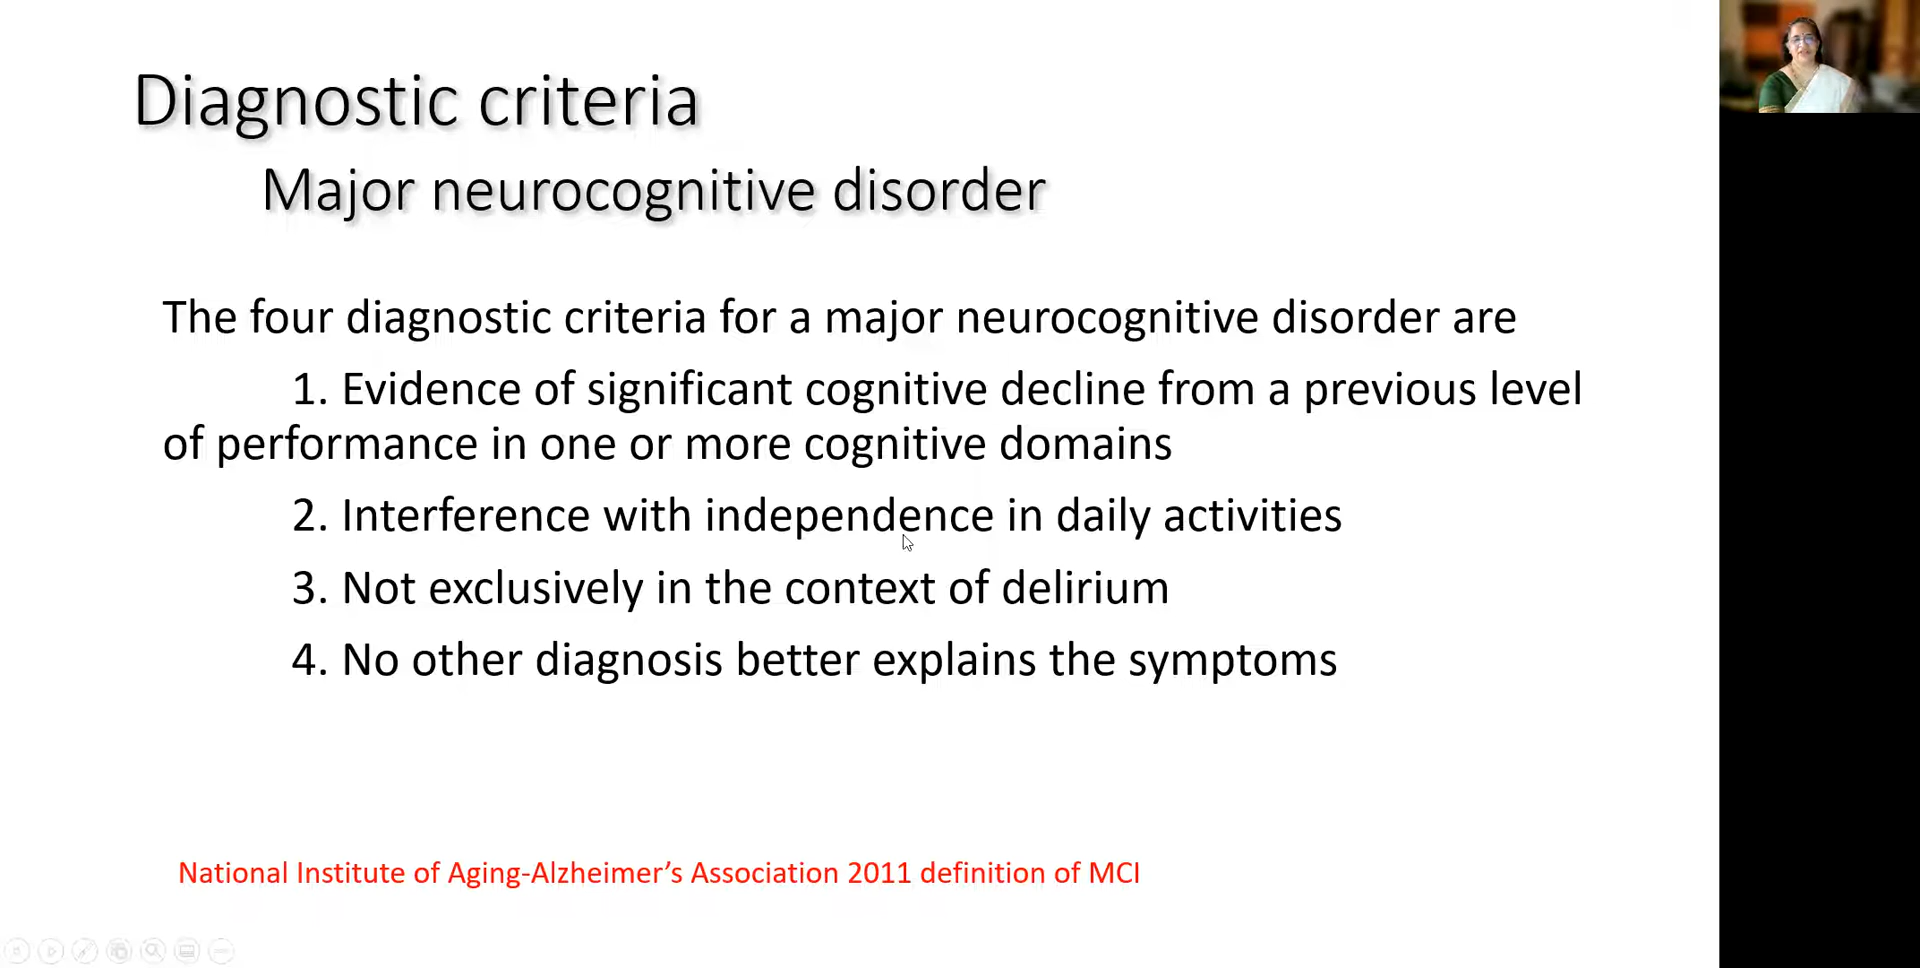 Diagnostic criteria
Major neurocognitive disorder
The four diagnostic criteria for a major neurocognitive disorder are
1. Evidence of significant cognitive decline from a previous level
of performance in one or more cognitive domains
2. Interference with independence in daily activities
3. Not exclusively in the context of delirium
4. No other diagnosis better explains the symptoms
National Institute of Aging-Alzheimer’s Association 2011 definition of MCI